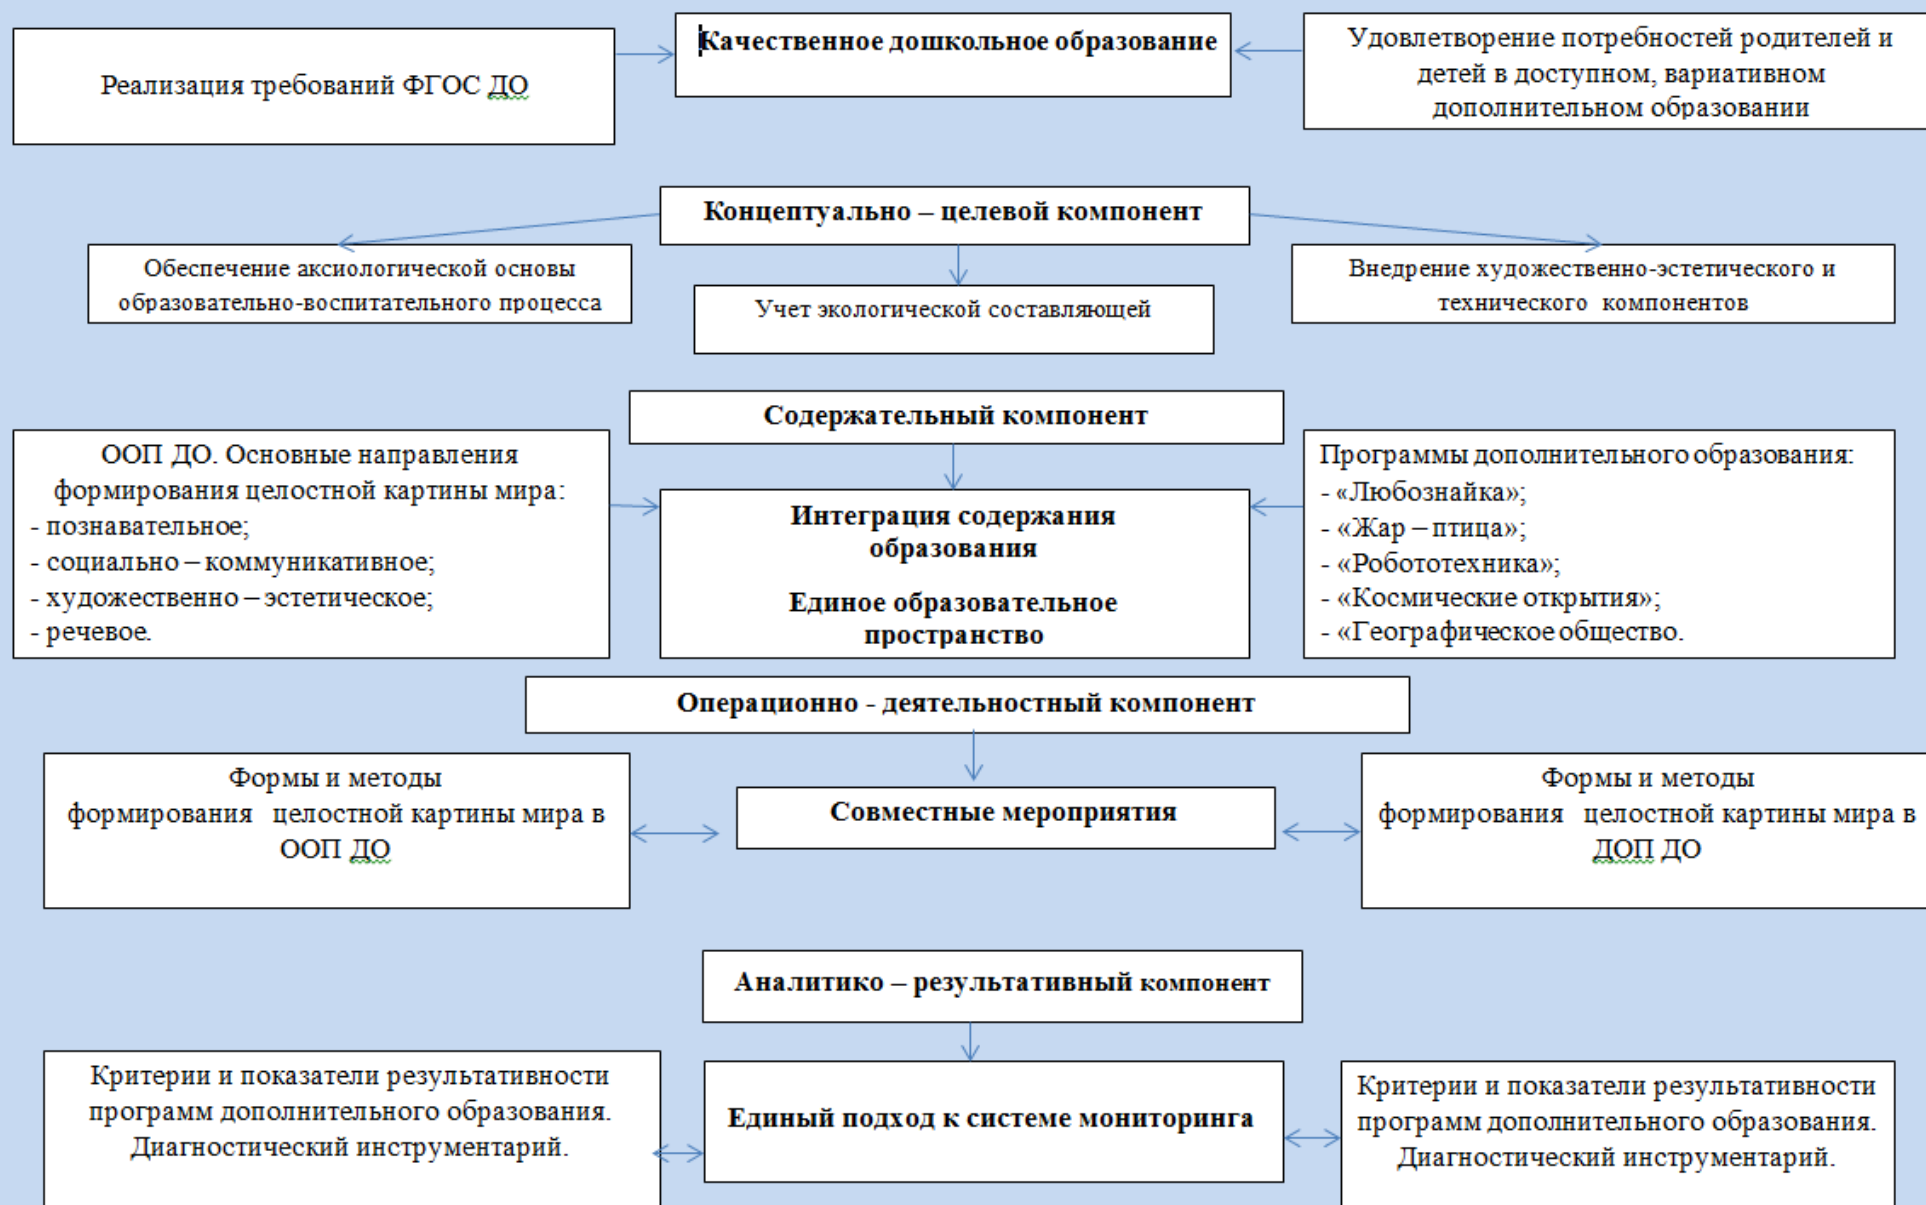 Реализация требований ФГОС ДО
Качественное дошкольное образование
Удовлетворение потребностей родителей и
детей в доступном, вариативном
дополнительном образовании
Концептуально – целевой компонент
Обеспечение аксиологической основы
образовательно-воспитательного процесса
Учет экологической составляющей
Внедрение художественно-эстетического и
технического компонентов
Содержательный компонент
ООП ДО. Основные направления
формирования целостной картины мира:
- познавательное;
- социально – коммуникативное;
- художественно – эстетическое;
- речевое.
Интеграция содержания
образования
Единое образовательное
пространство
Программы дополнительного образования:
- «Любознайка»;
- «Жар – птица»;
- «Робототехника»;
- «Космические открытия»;
- «Географическое общество.
Операционно - деятельностный компонент
Формы и методы
формирования целостной картины мира в
ООП ДО
Совместные мероприятия
Формы и методы
формирования целостной картины мира в
ДОП ДО
Аналитико – результативный компонент
Критерии и показатели результативности
программ дополнительного образования.
Диагностический инструментарий.
Единый подход к системе мониторинга
Критерии и показатели результативности
программ дополнительного образования.
Диагностический инструментарий.